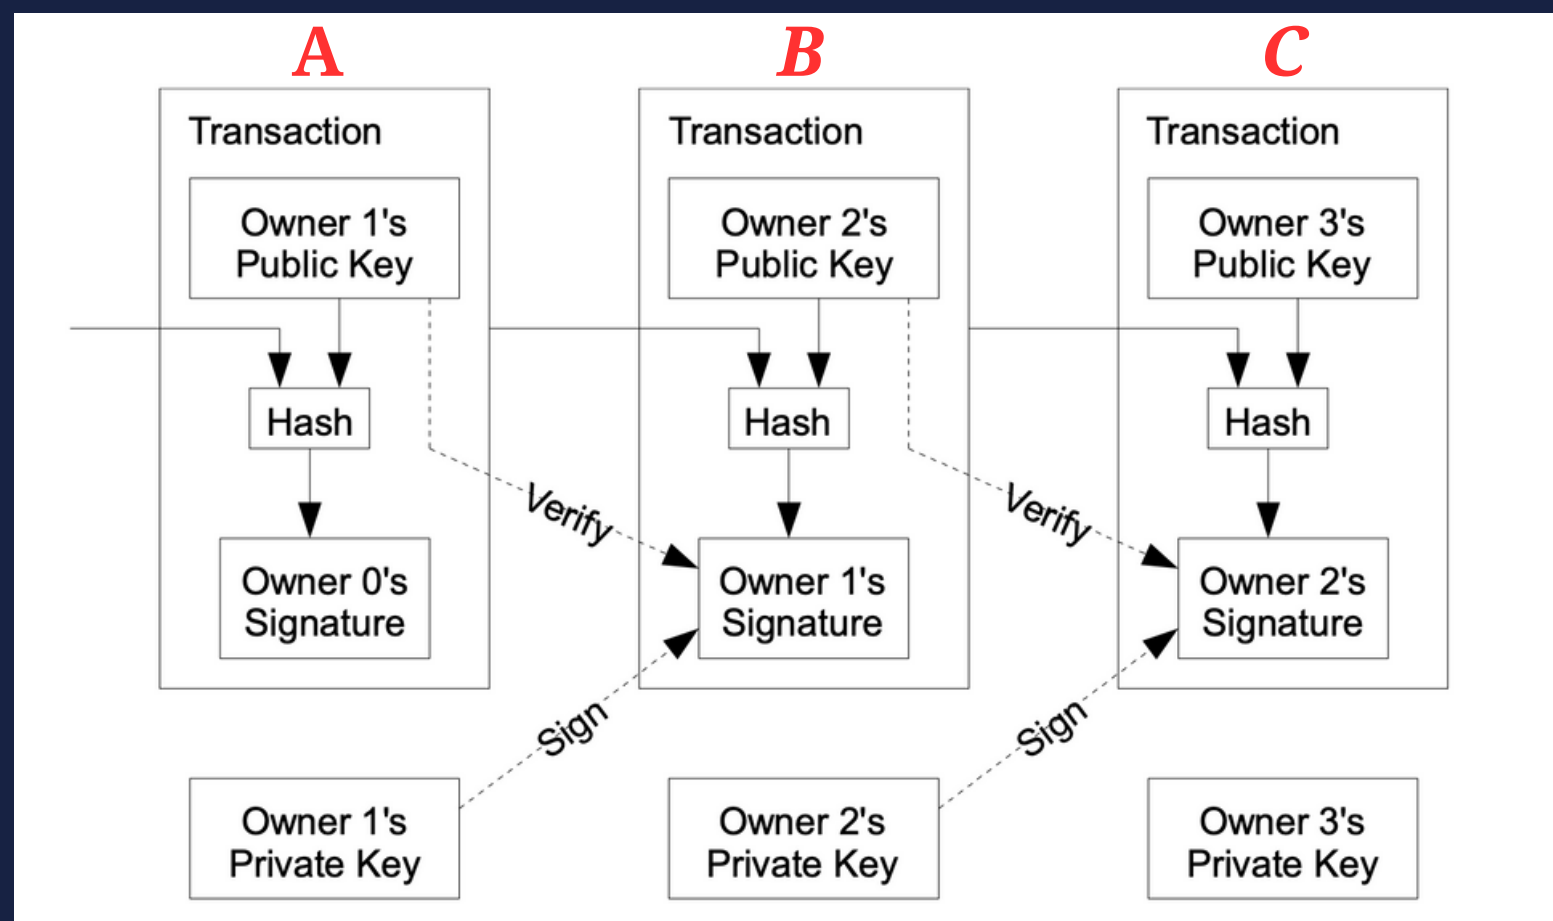 A
B
C
Transaction
Transaction
Transaction
Owner 1's
Public Key
Owner 2's
Public Key
Owner 3's
Public Key
Hash
Hash
Hash
Verify
Verify
Owner 0's
Signature
Owner 1's
Signature
Owner 2's
Signature
Sign
Sign
Owner 1's
Private Key
Owner 2's
Private Key
Owner 3's
Private Key